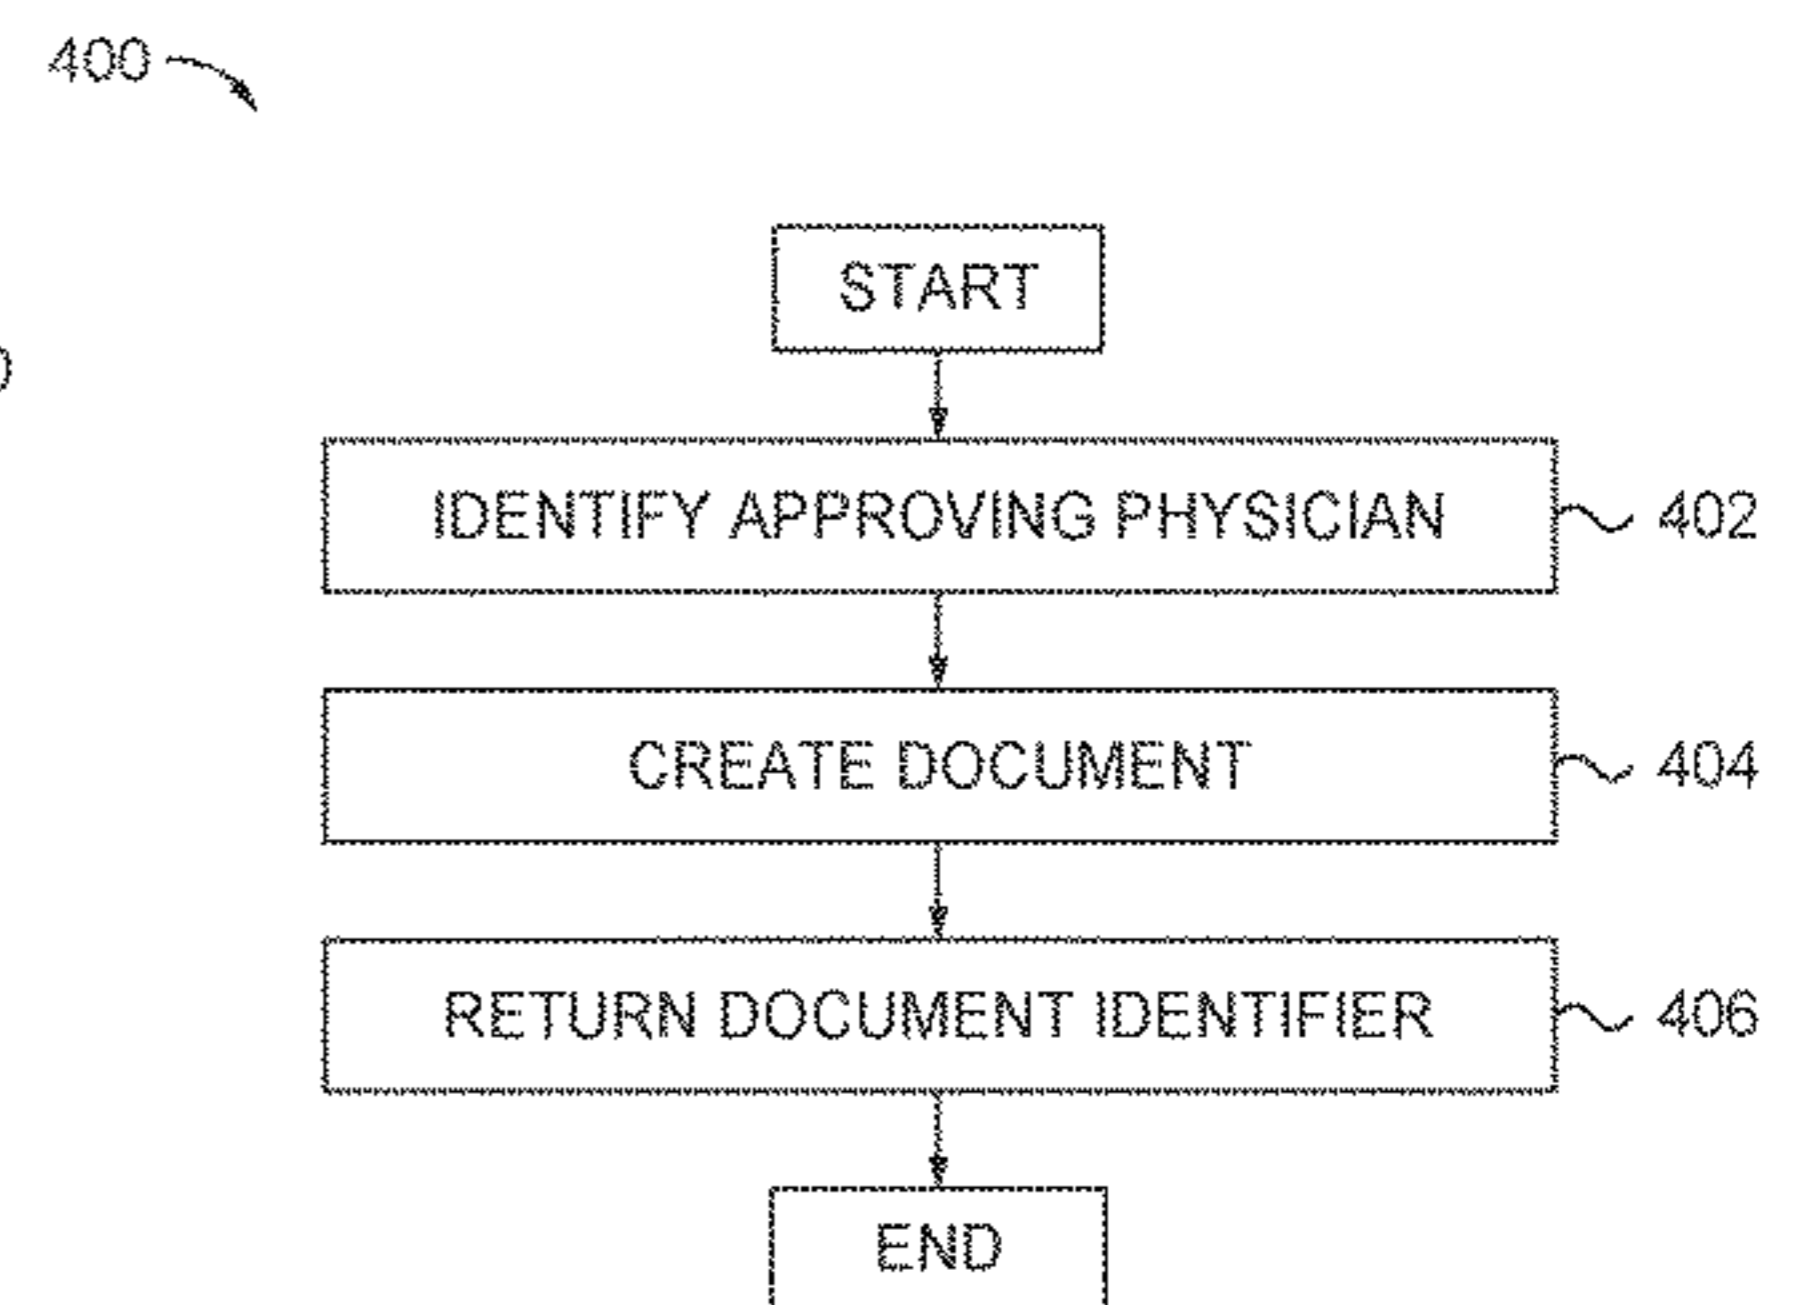 400
START
IDENTIFY APPROVING PHYSICIAN
402
CREATE DOCUMENT
404
RETURN DOCUMENT IDENTIFIER
406
END